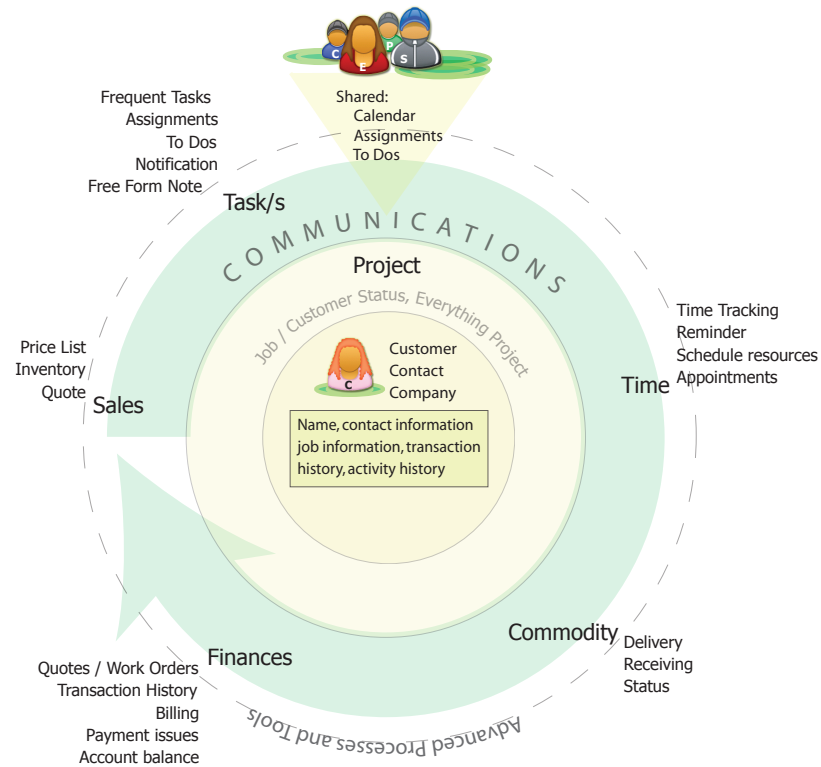 C
E
P
S
Shared:
Calendar
Assignments
To Dos
Frequent Tasks
Assignments
To Dos
Notification
Free Form Note
Task/s
COMMUNICATIONS
Project
Job / Customer Status, Everything Project
C
Customer
Contact
Company
Name, contact information
job information, transaction
history, activity history
Price List
Inventory
Quote
Sales
Time
Time Tracking
Reminder
Schedule resources
Appointments
Commodity
Delivery
Receiving
Status
Finances
Quotes / Work Orders
Transaction History
Billing
Payment issues
Account balance
Advanced Processes and Tools